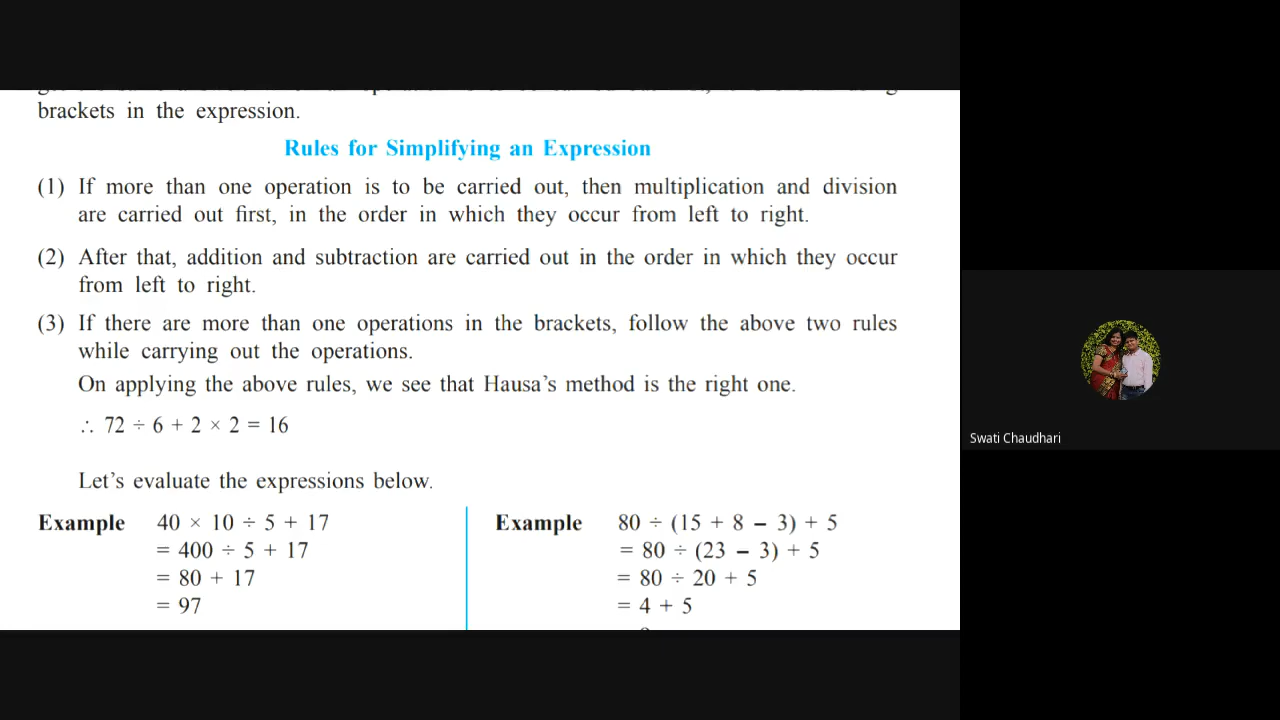 brackets in the expression.
Rules for Simplifying an Expression
(1) If more than one operation is to be carried out, then multiplication and division
are carried out first, in the order in which they occur from left to right.
(2) After that, addition and subtraction are carried out in the order in which they occur
from left to right.
(3) If there are more than one operations in the brackets, follow the above two rules
while carrying out the operations.
On applying the above rules, we see that Hausa's method is the right one.
∴ 72 ÷ 6 + 2 × 2 = 16
Let's evaluate the expressions below.
Example 40 × 10 ÷ 5 + 17
= 400 ÷ 5 + 17
= 80 + 17
= 97
Example 80 ÷ (15 + 8 − 3) + 5
= 80 ÷ (23 − 3) + 5
= 80 ÷ 20 + 5
= 4 + 5
Swati Chaudhari